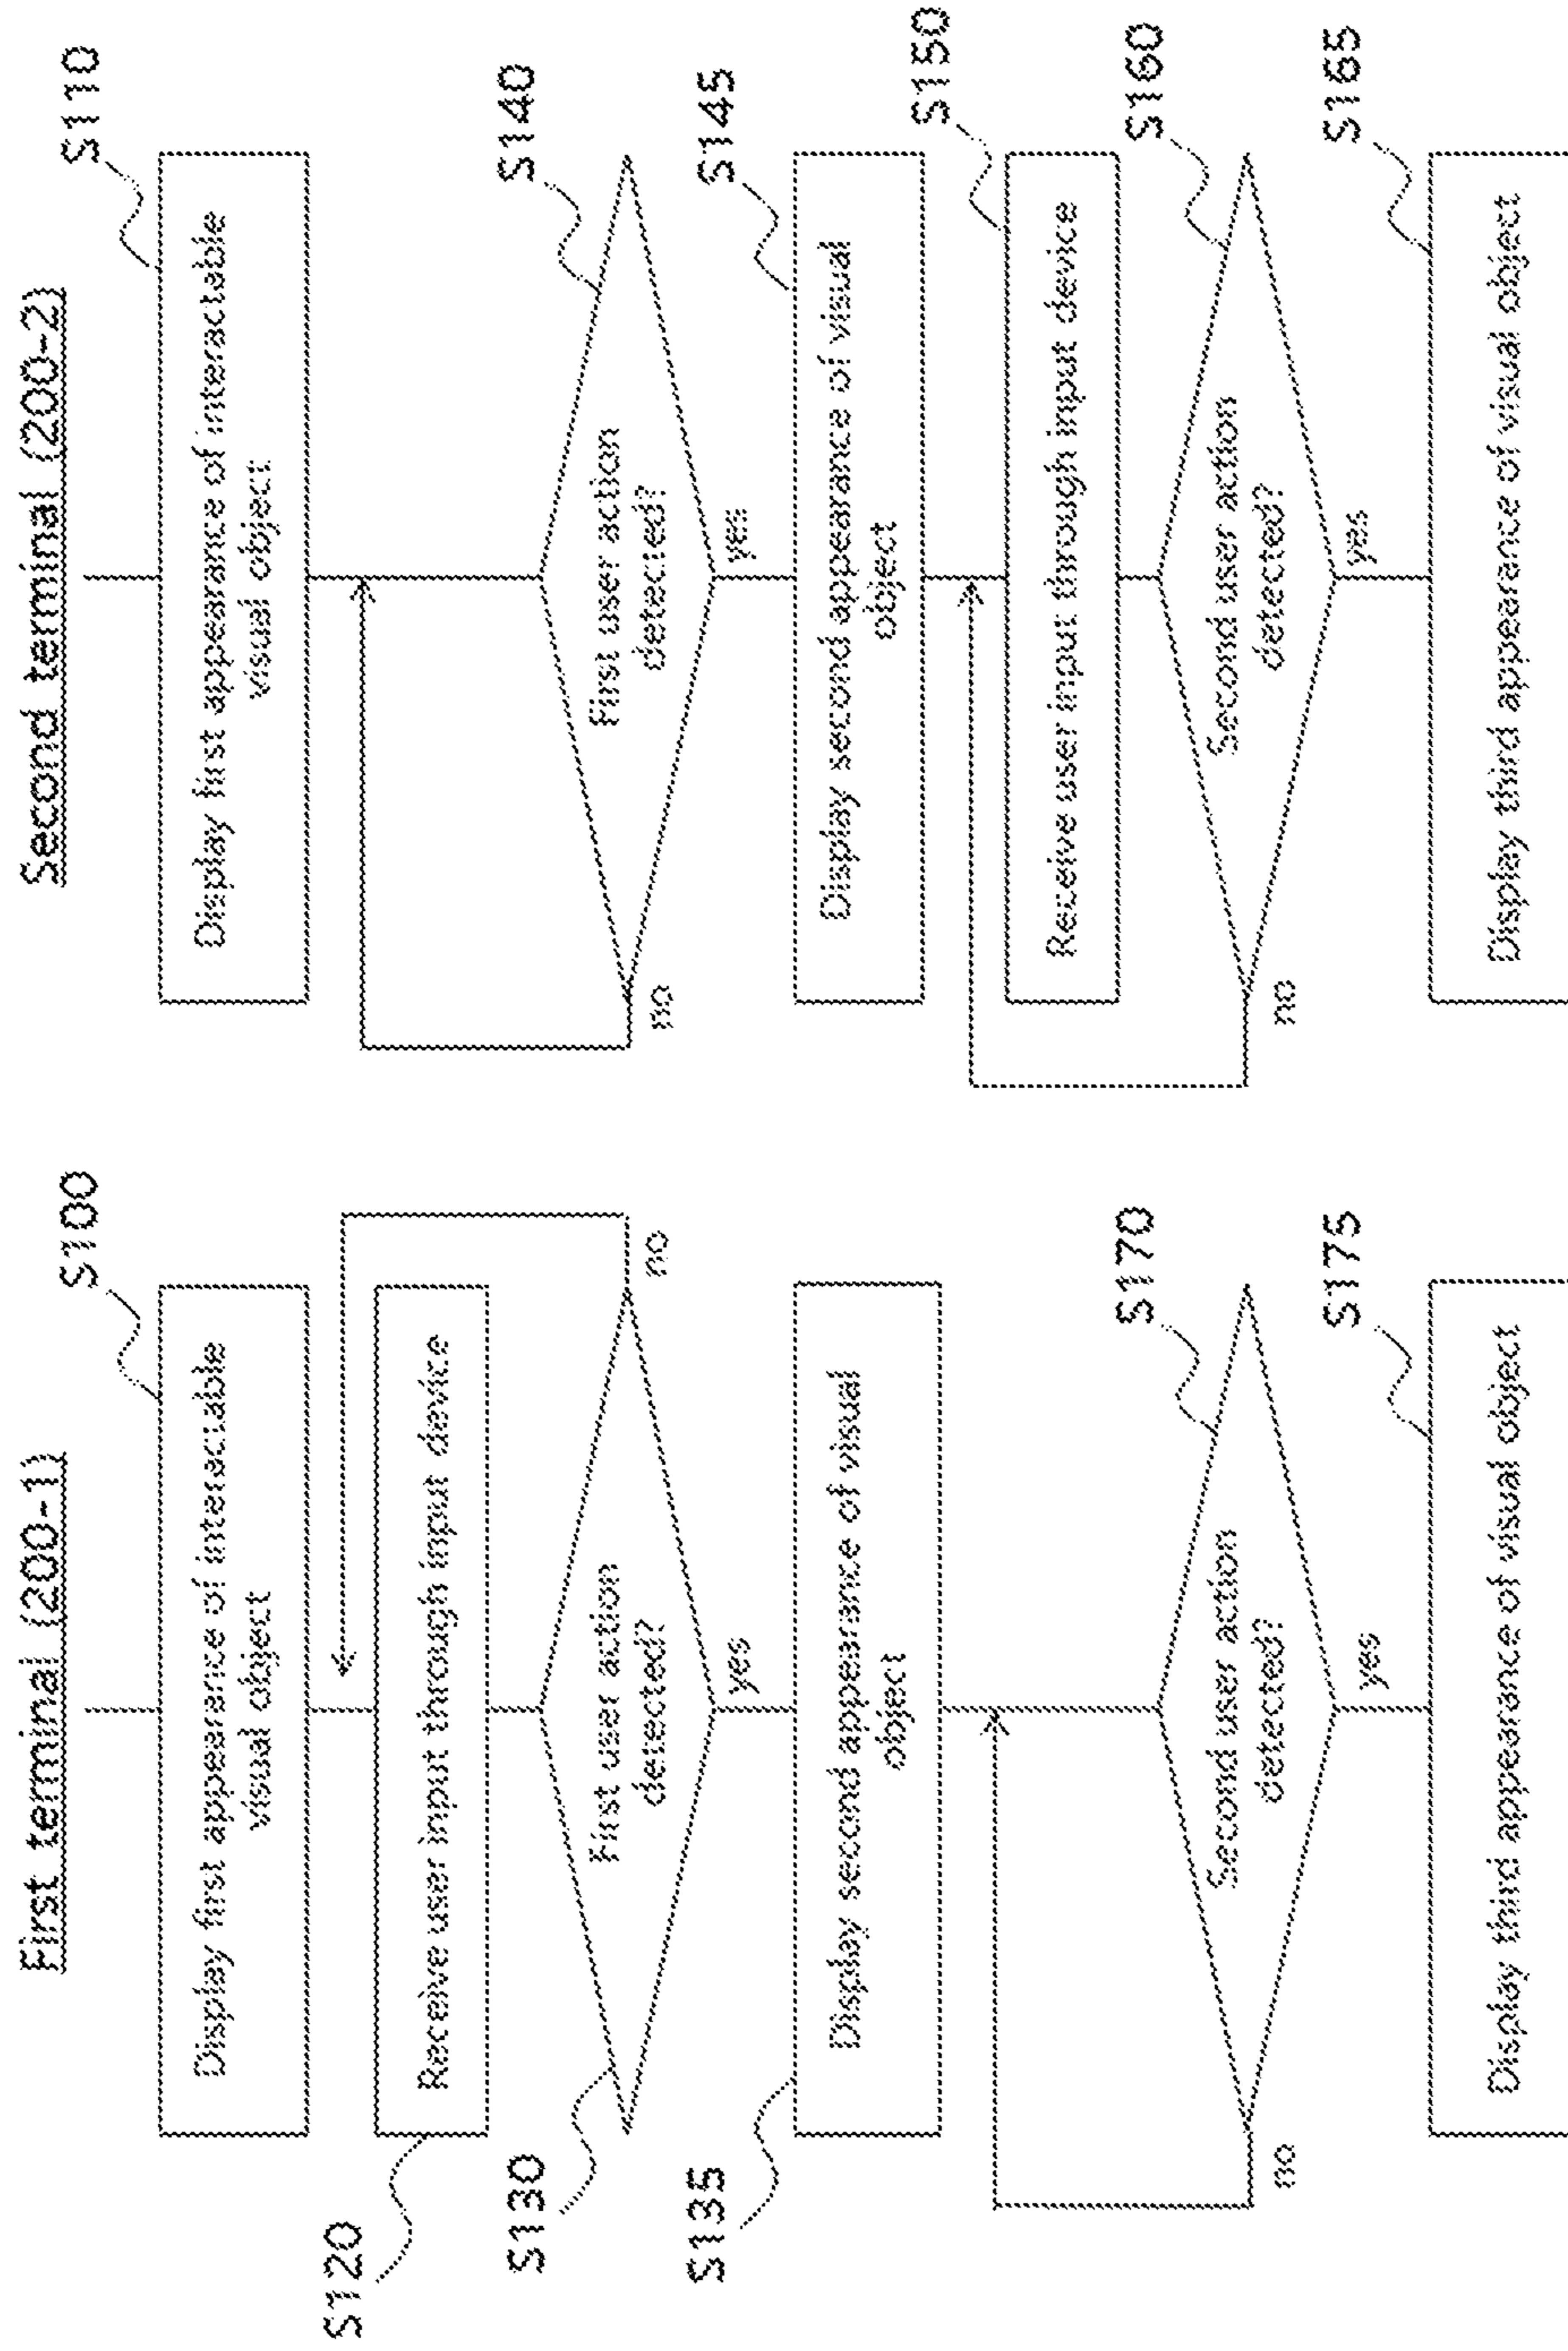 First terminal (200-1)
S100
Display first appearance of interactable
visual object
S120
Receive user input through input device
S130
First user action
detected?
no
yes
S135
Display second appearance of visual
object
S170
Second user action
detected?
no
yes
S175
Display third appearance of visual object
Second terminal (200-2)
S110
Display first appearance of interactable
visual object
S140
First user action
detected?
no
yes
S145
Display second appearance of visual
object
S150
Receive user input through input device
S160
Second user action
detected?
no
yes
S165
Display third appearance of visual object